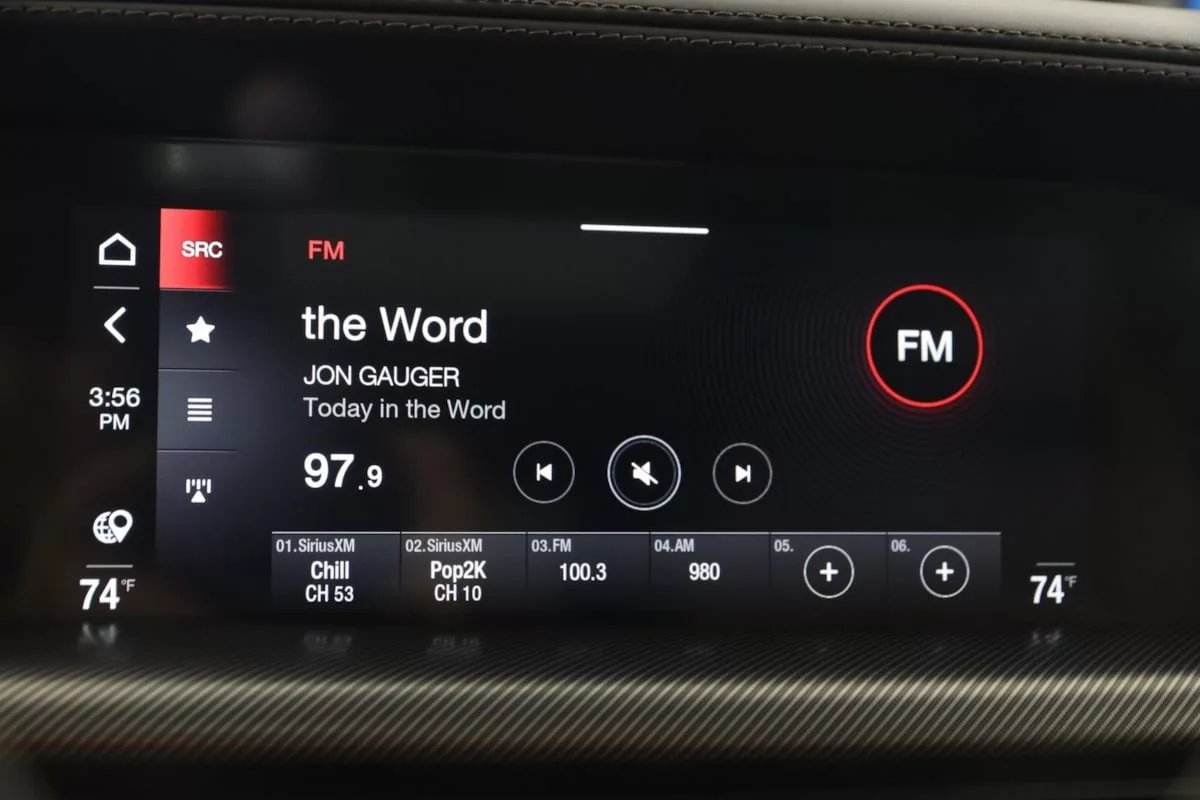 SRC
FM
the Word
JON GAUGER
Today in the Word
FM
3:56
PM
97.9
01.SiriusXM
Chill
CH 53
02.SiriusXM
Pop2K
CH 10
03.FM
100.3
04.AM
980
05.
+
06.
+
74°F
74°F